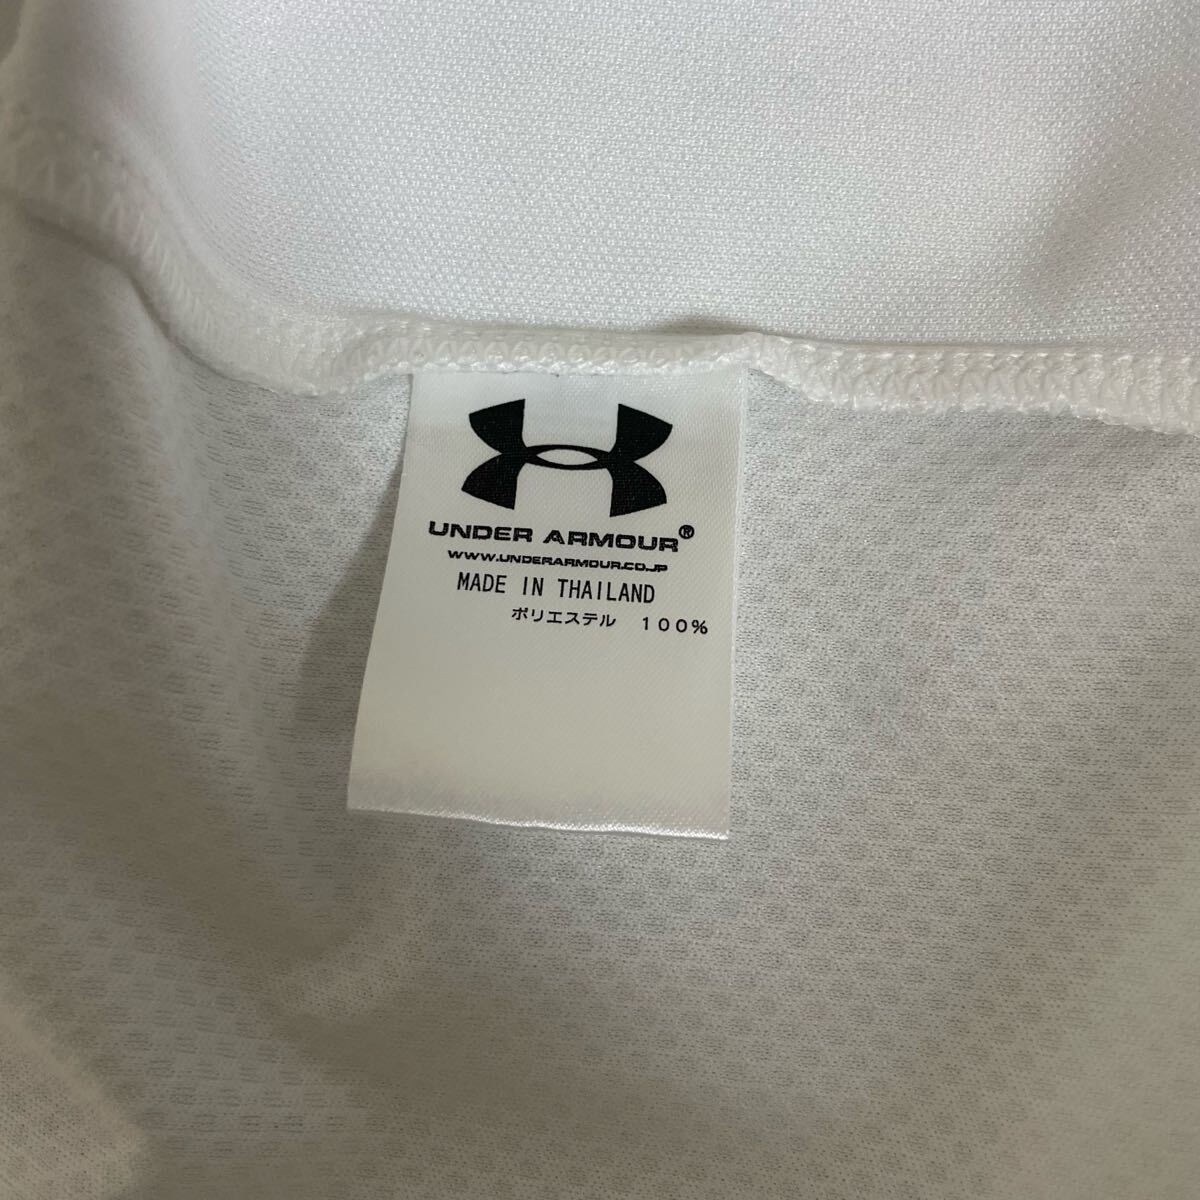 UNDER ARMOUR®
WWW.UNDERARMOUR.CO.JP
MADE IN THAILAND
ポリエステル　１００％